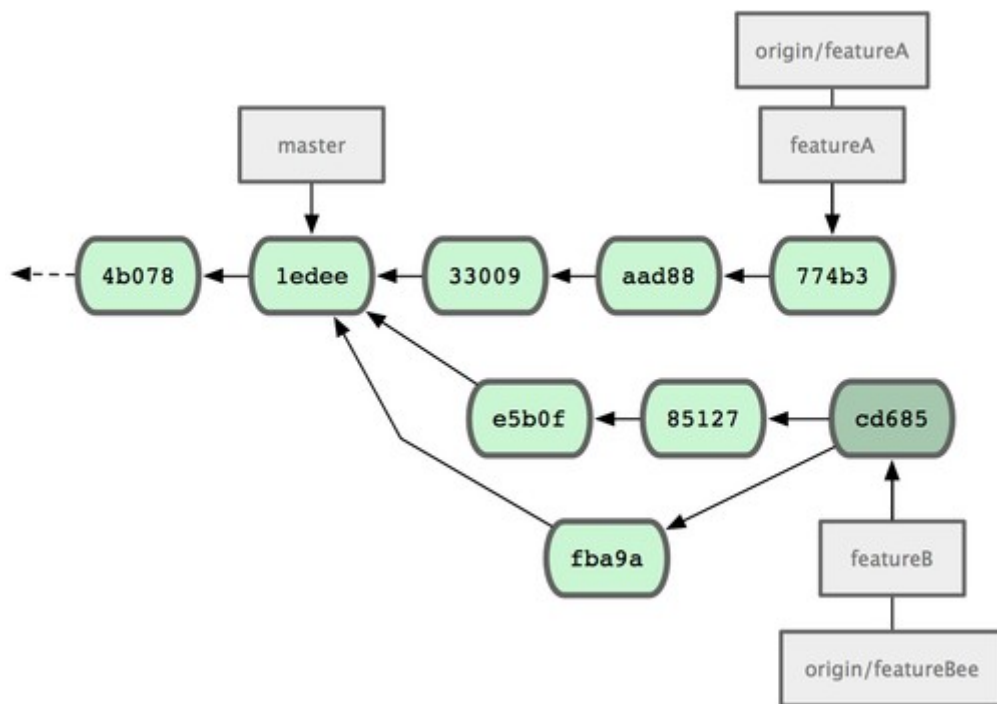 origin/featureA
master
featureA
4b078
1edee
33009
aad88
774b3
e5b0f
85127
cd685
fba9a
featureB
origin/featureBee